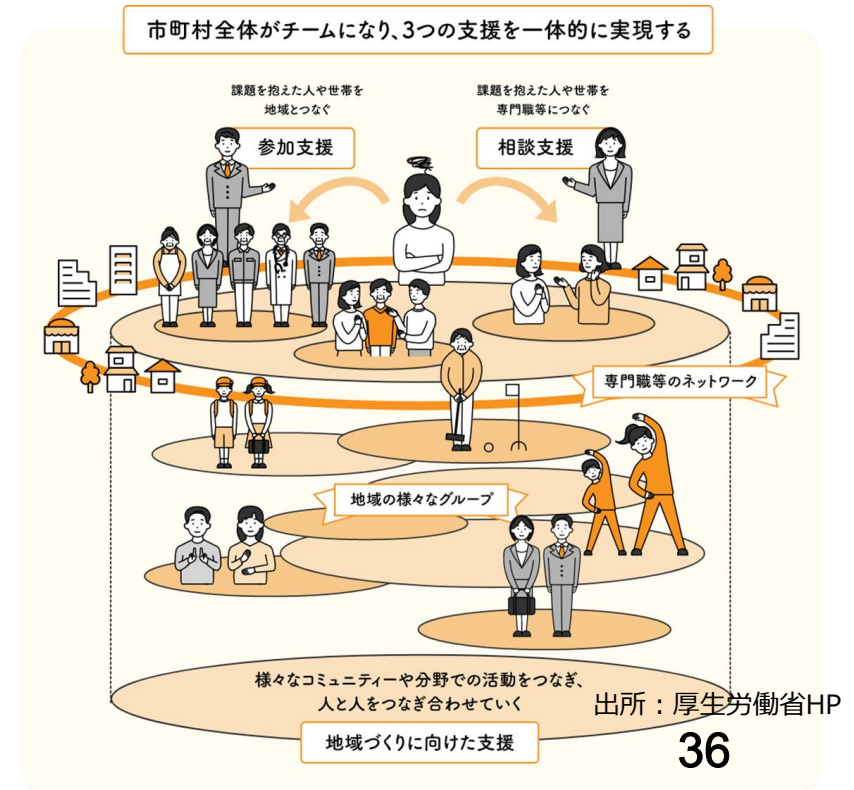 市町村全体がチームになり、3つの支援を一体的に実現する
課題を抱えた人や世帯を
地域とつなぐ
参加支援
課題を抱えた人や世帯を
専門職等につなぐ
相談支援
専門職等のネットワーク
地域の様々なグループ
様々なコミュニティーや分野での活動をつなぎ、
人と人をつなぎ合わせていく
地域づくりに向けた支援
出所：厚生労働省HP
36